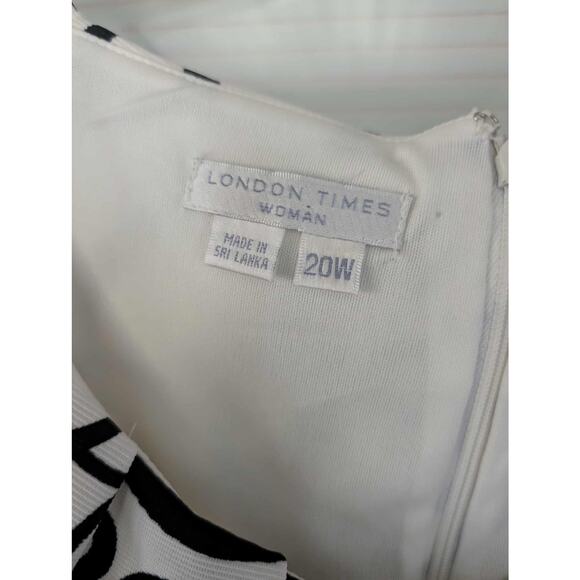 LONDON TIMES
WOMAN
MADE IN
SRI LANKA
20W